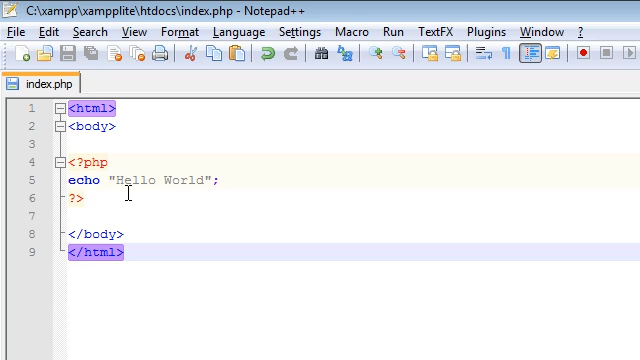 C:\xampp\xampplite\htdocs\index.php - Notepad++
File Edit Search View Format Language Settings Macro Run TextFX Plugins Window ?
index.php
1 <html>
2 <body>
3
4 <?php
5 echo "Hello World";
6 ?>
7
8 </body>
9 </html>